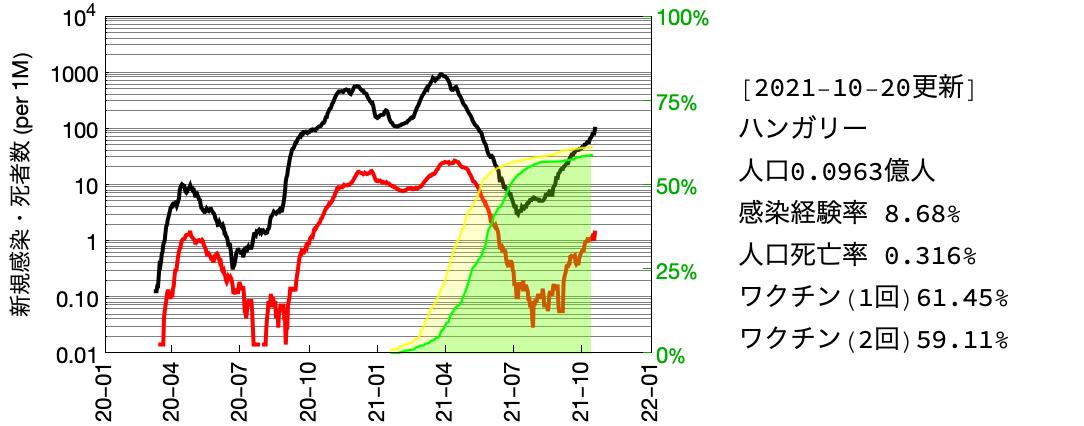 新規感染・死者数 (per 1M)
10^4
1000
100
10
1
0.10
0.01
100%
75%
50%
25%
0%
20-01
20-04
20-07
20-10
21-01
21-04
21-07
21-10
22-01
[2021-10-20更新]
ハンガリー
人口0.0963億人
感染経験率 8.68%
人口死亡率 0.316%
ワクチン(1回)61.45%
ワクチン(2回)59.11%